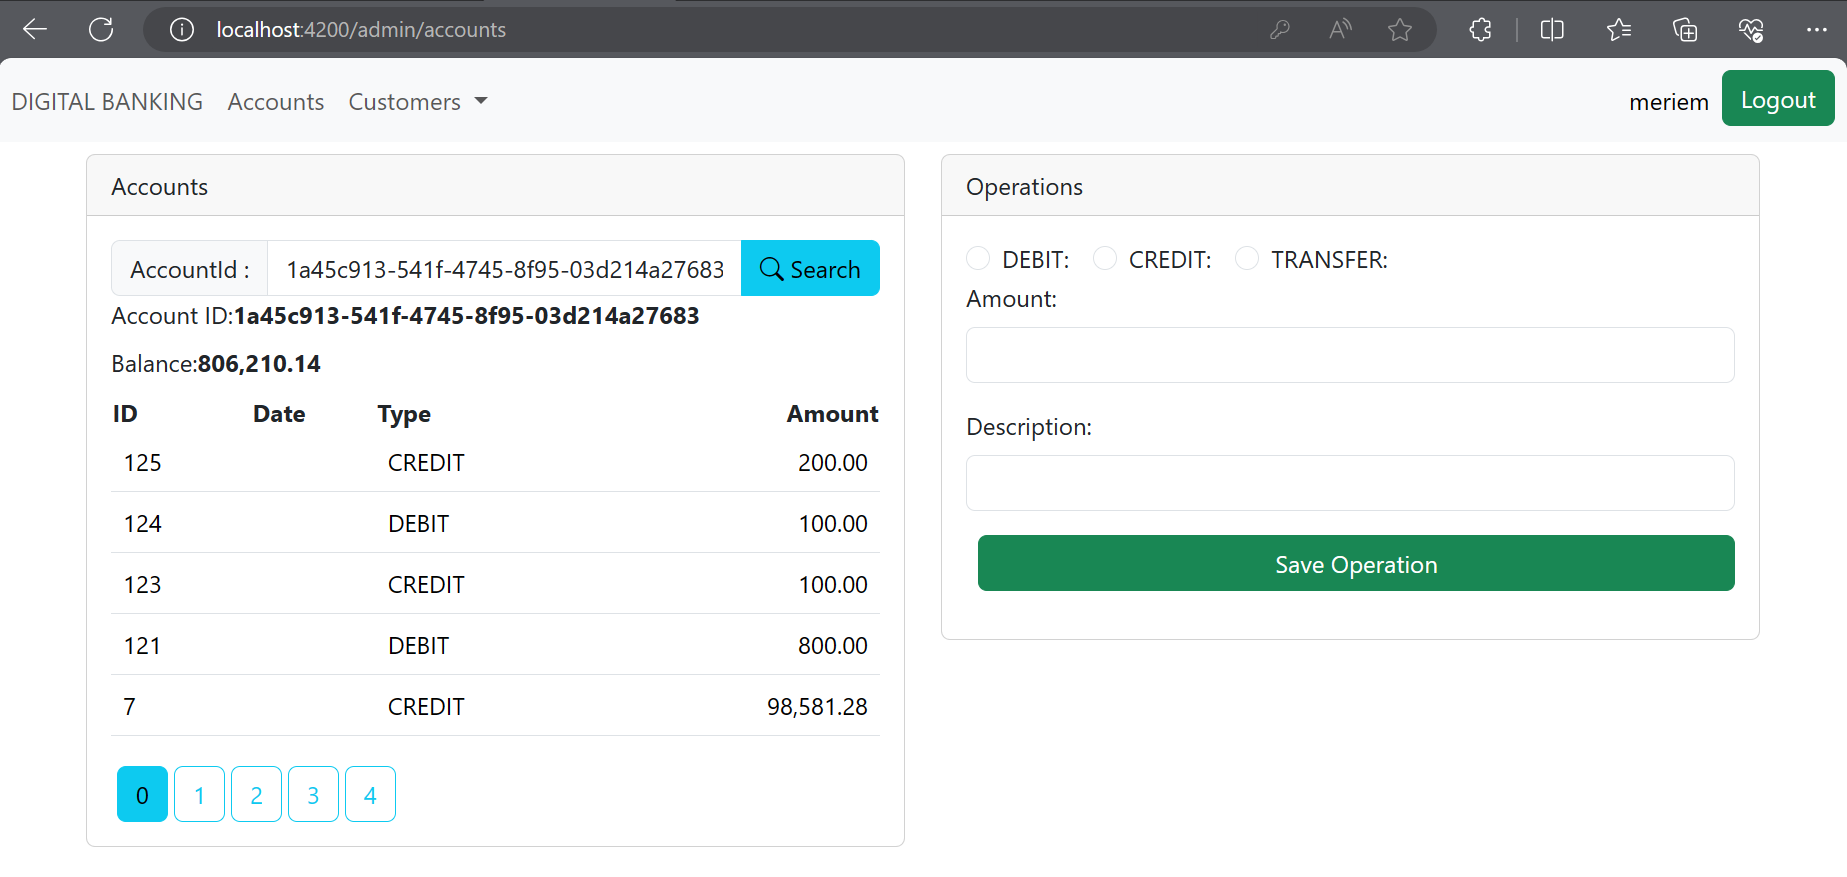 localhost:4200/admin/accounts
DIGITAL BANKING Accounts Customers meriem Logout
Accounts
AccountId : 1a45c913-541f-4745-8f95-03d214a27683 Search
Account ID:1a45c913-541f-4745-8f95-03d214a27683
Balance:806,210.14
ID Date Type Amount
125 CREDIT 200.00
124 DEBIT 100.00
123 CREDIT 100.00
121 DEBIT 800.00
7 CREDIT 98,581.28
0 1 2 3 4
Operations
DEBIT: CREDIT: TRANSFER:
Amount:
Description:
Save Operation